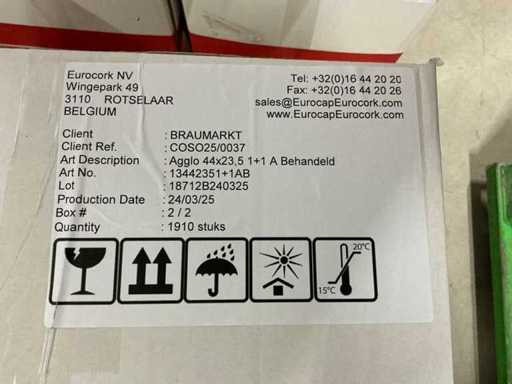 Eurocork NV
Wingepark 49
3110 ROTSELAAR
BELGIUM
Tel: +32(0)16 44 20 20
Fax: +32(0)16 44 20 26
sales@EurocapEurocork.com
www.EurocapEurocork.com
Client : BRAUMARKT
Client Ref. : COSO25/0037
Art Description : Agglo 44x23,5 1+1 A Behandeld
Art No. : 13442351+1AB
Lot : 18712B240325
Production Date : 24/03/25
Box # : 2 / 2
Quantity : 1910 stuks
20°C
15°C